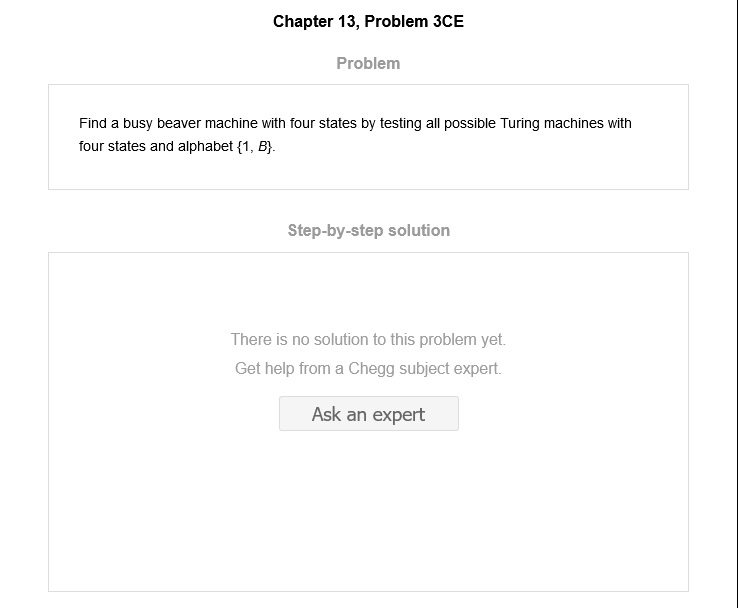 Chapter 13, Problem 3CE
Problem
Find a busy beaver machine with four states by testing all possible Turing machines with
four states and alphabet {1, B}.
Step-by-step solution
There is no solution to this problem yet.
Get help from a Chegg subject expert.
Ask an expert